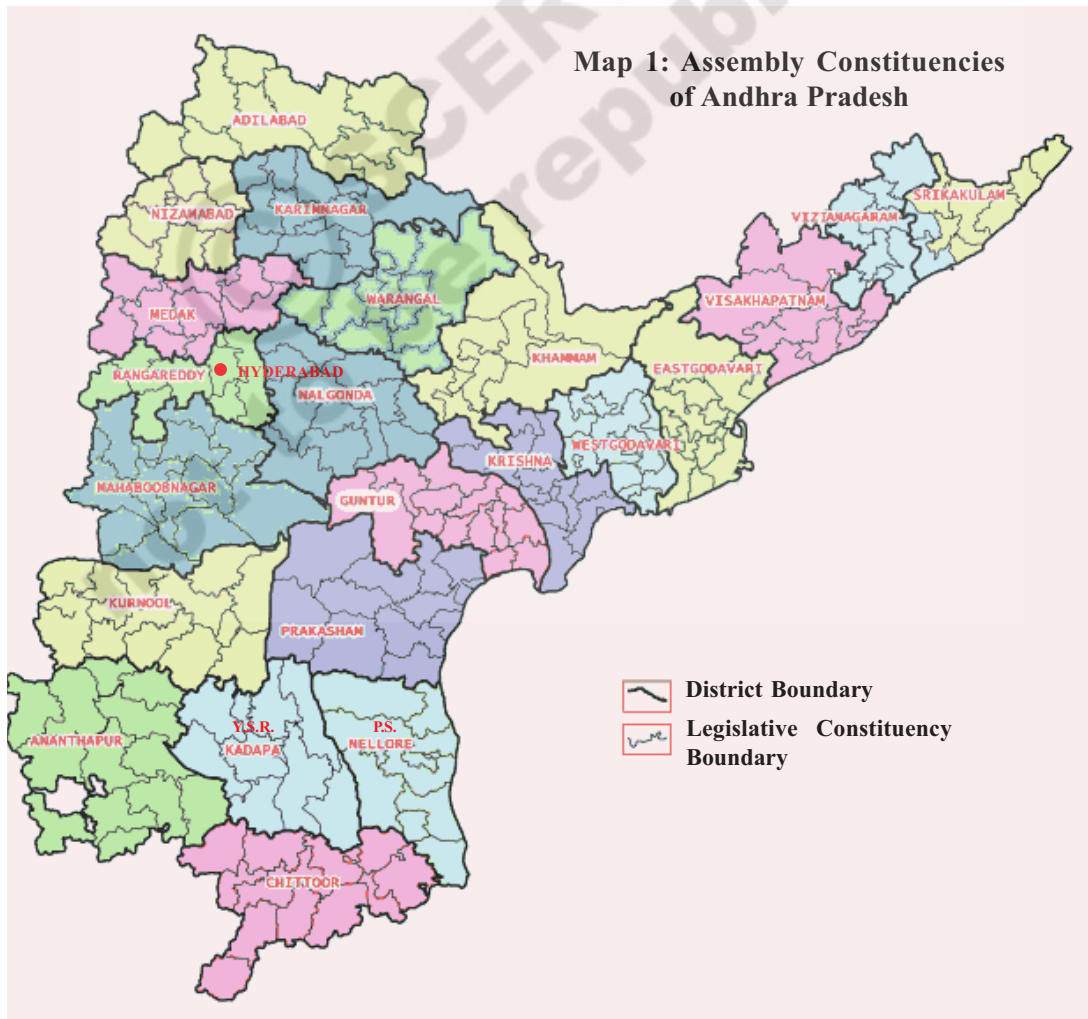 Map 1: Assembly Constituencies
of Andhra Pradesh
ADILABAD
NIZAMABAD
KARIMNAGAR
SRIKAKULAM
VIZIANAGARAM
MEDAK
WARANGAL
VISAKHAPATNAM
RANGAREDDY
HYDERABAD
KHAMMAM
EASTGODAVARI
NALGONDA
WESTGODAVARI
KRISHNA
MAHABOOBNAGAR
GUNTUR
KURNOOL
PRAKASHAM
District Boundary
Legislative Constituency
Boundary
ANANTHAPUR
Y.S.R.
KADAPA
P.S.
NELLORE
CHITTOOR